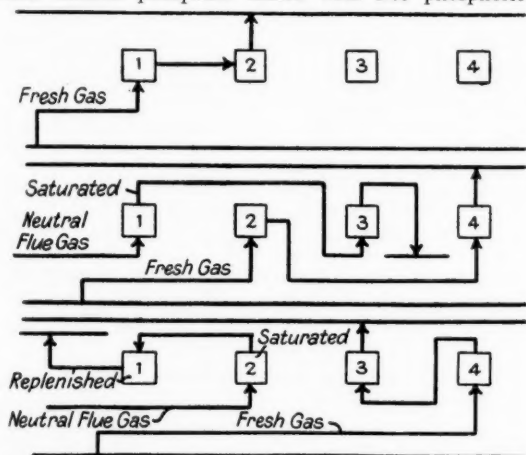 1 2 3 4
Fresh Gas
Saturated
1 2 3 4
Neutral
Flue Gas
Fresh Gas
Saturated
1 2 3 4
Replenished
Neutral Flue Gas Fresh Gas